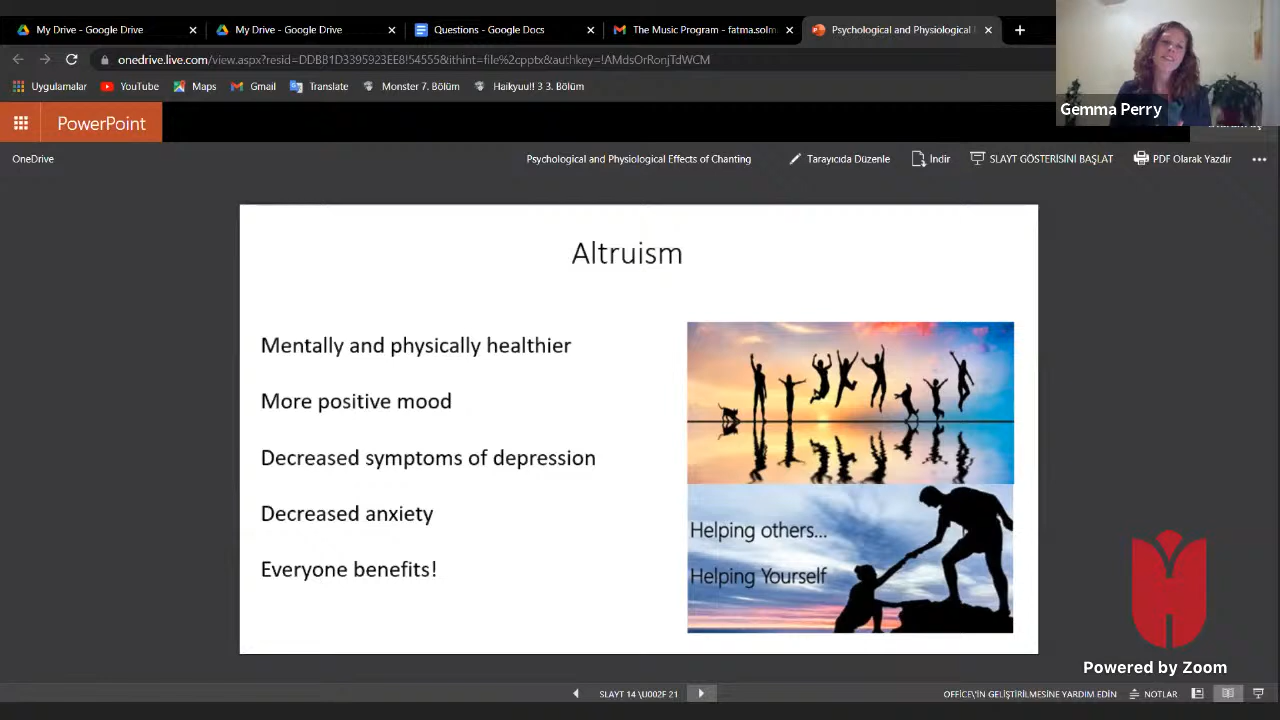 My Drive - Google Drive
My Drive - Google Drive
Questions - Google Docs
The Music Program - fatma.solm
Psychological and Physiological
onedrive.live.com/view.aspx?resid=DDBB1D3395923EE8!54555&ithint=file%2cpptx&authkey=!AMdsOrRonjTdWCM
Uygulamalar
YouTube
Maps
Gmail
Translate
Monster 7. Bölüm
Haikyuu!! 3 3. Bölüm
Gemma Perry
PowerPoint
OneDrive
Psychological and Physiological Effects of Chanting
Tarayıcıda Düzenle
İndir
SLAYT GÖSTERİSİNİ BAŞLAT
PDF Olarak Yazdır
Altruism
Mentally and physically healthier
More positive mood
Decreased symptoms of depression
Decreased anxiety
Everyone benefits!
Helping others...
Helping Yourself
Powered by Zoom
SLAYT 14 \U002F 21
OFFICE\'IN GELİŞTİRİLMESİNE YARDIM EDİN
NOTLAR